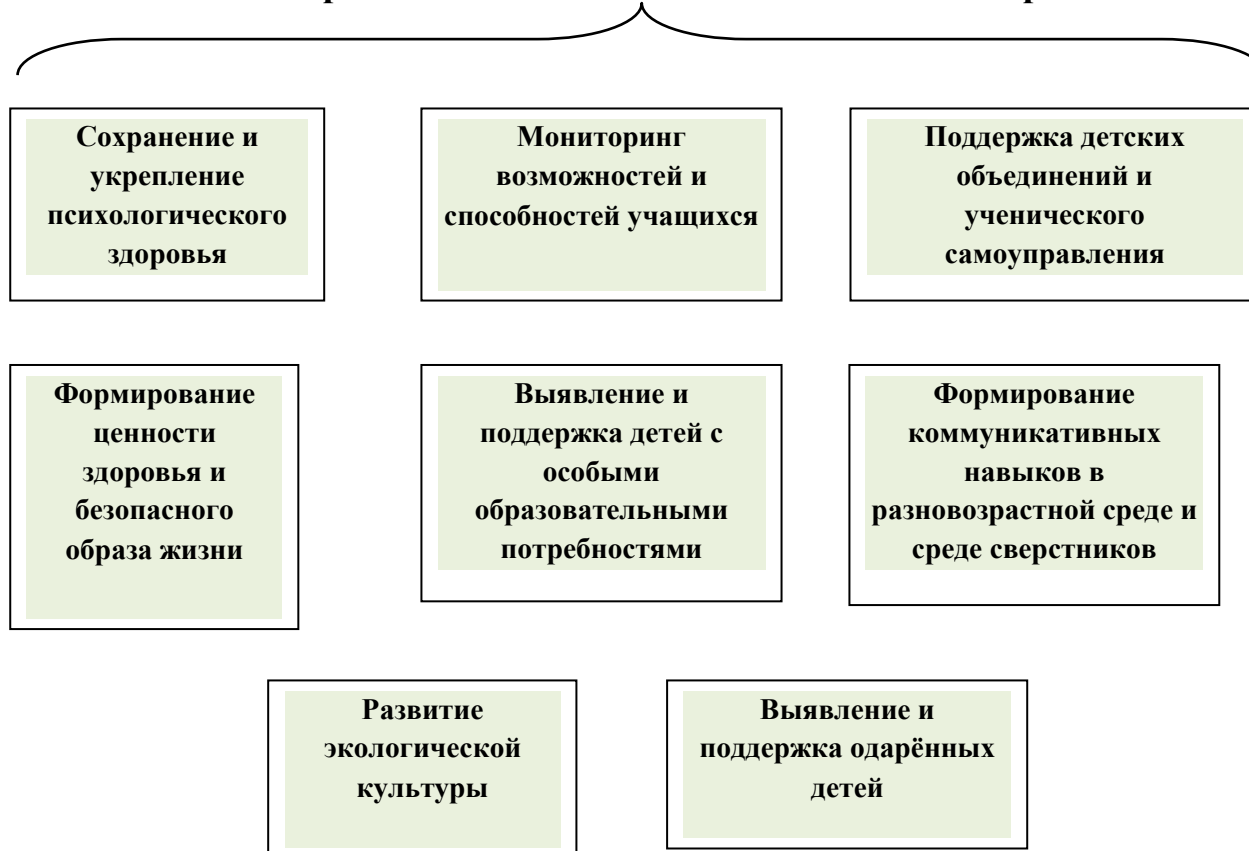 Сохранение и
укрепление
психологического
здоровья
Мониторинг
возможностей и
способностей учащихся
Поддержка детских
объединений и
ученического
самоуправления
Формирование
ценности
здоровья и
безопасного
образа жизни
Выявление и
поддержка детей с
особыми
образовательными
потребностями
Формирование
коммуникативных
навыков в
разновозрастной среде и
среде сверстников
Развитие
экологической
культуры
Выявление и
поддержка одарённых
детей